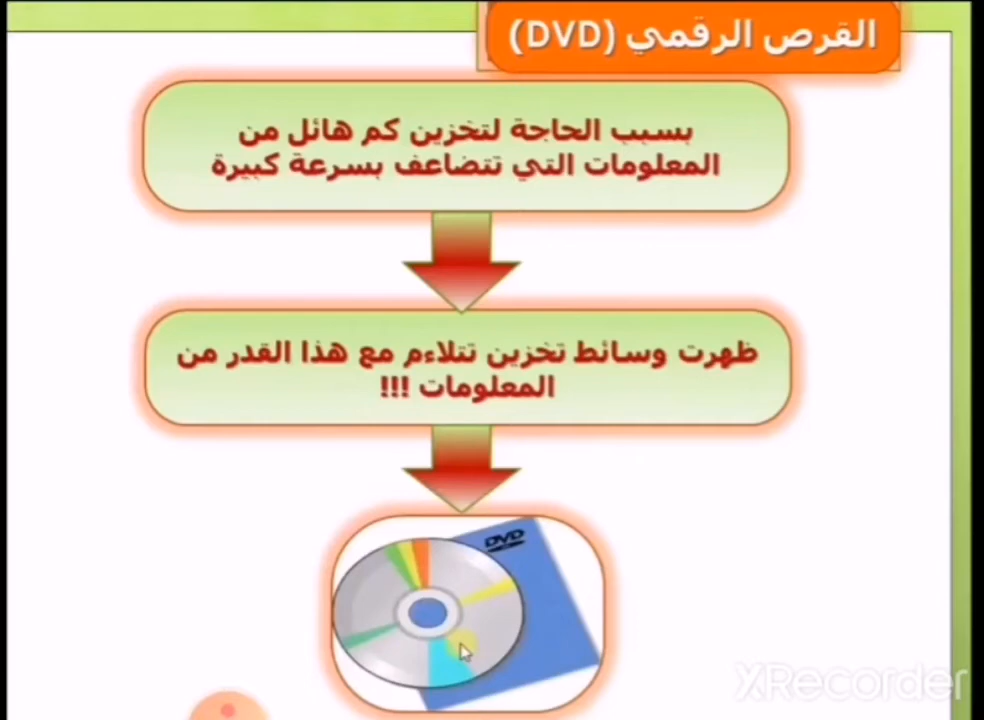 القرص الرقمي (DVD)
بسبب الحاجة لتخزين كم هائل من
المعلومات التي تتضاعف بسرعة كبيرة
ظهرت وسائط تخزين تتلاءم مع هذا القدر من
المعلومات !!!
DVD
XRecorder